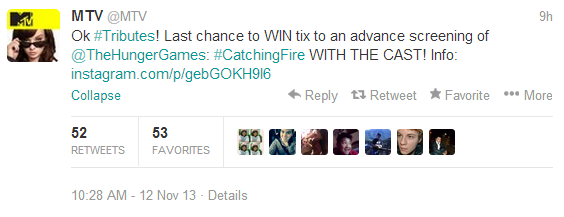 MTV @MTV 9h
Ok #Tributes! Last chance to WIN tix to an advance screening of
@TheHungerGames: #CatchingFire WITH THE CAST! Info:
instagram.com/p/gebGOKH9l6
Collapse Reply Retweet Favorite More
52 53
RETWEETS FAVORITES
10:28 AM - 12 Nov 13 · Details